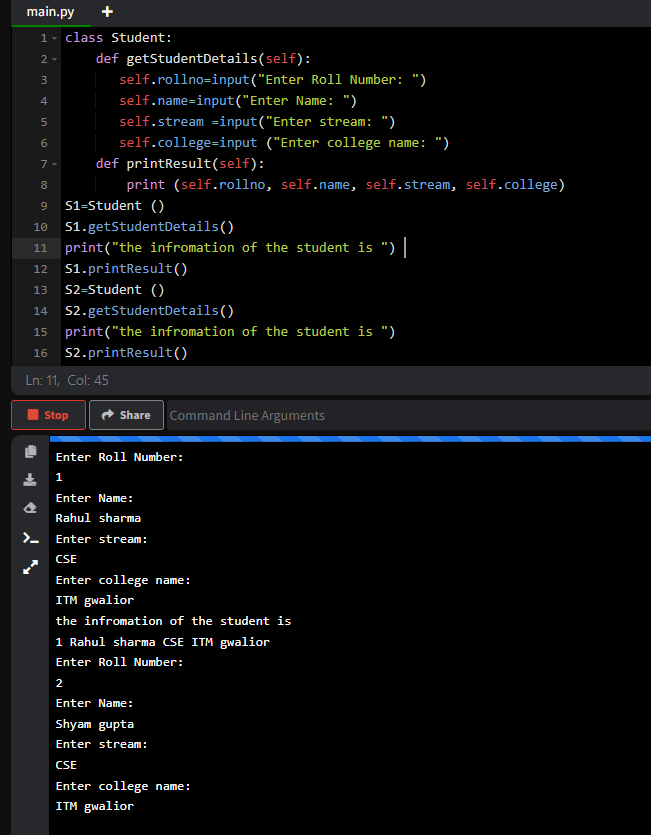 main.py +
1 class Student:
2 def getStudentDetails(self):
3 self.rollno=input("Enter Roll Number: ")
4 self.name=input("Enter Name: ")
5 self.stream =input("Enter stream: ")
6 self.college=input ("Enter college name: ")
7 def printResult(self):
8 print (self.rollno, self.name, self.stream, self.college)
9 S1=Student ()
10 S1.getStudentDetails()
11 print("the infromation of the student is ")
12 S1.printResult()
13 S2=Student ()
14 S2.getStudentDetails()
15 print("the infromation of the student is ")
16 S2.printResult()
Ln: 11, Col: 45
Stop Share Command Line Arguments
Enter Roll Number:
1
Enter Name:
Rahul sharma
Enter stream:
CSE
Enter college name:
ITM gwalior
the infromation of the student is
1 Rahul sharma CSE ITM gwalior
Enter Roll Number:
2
Enter Name:
Shyam gupta
Enter stream:
CSE
Enter college name:
ITM gwalior